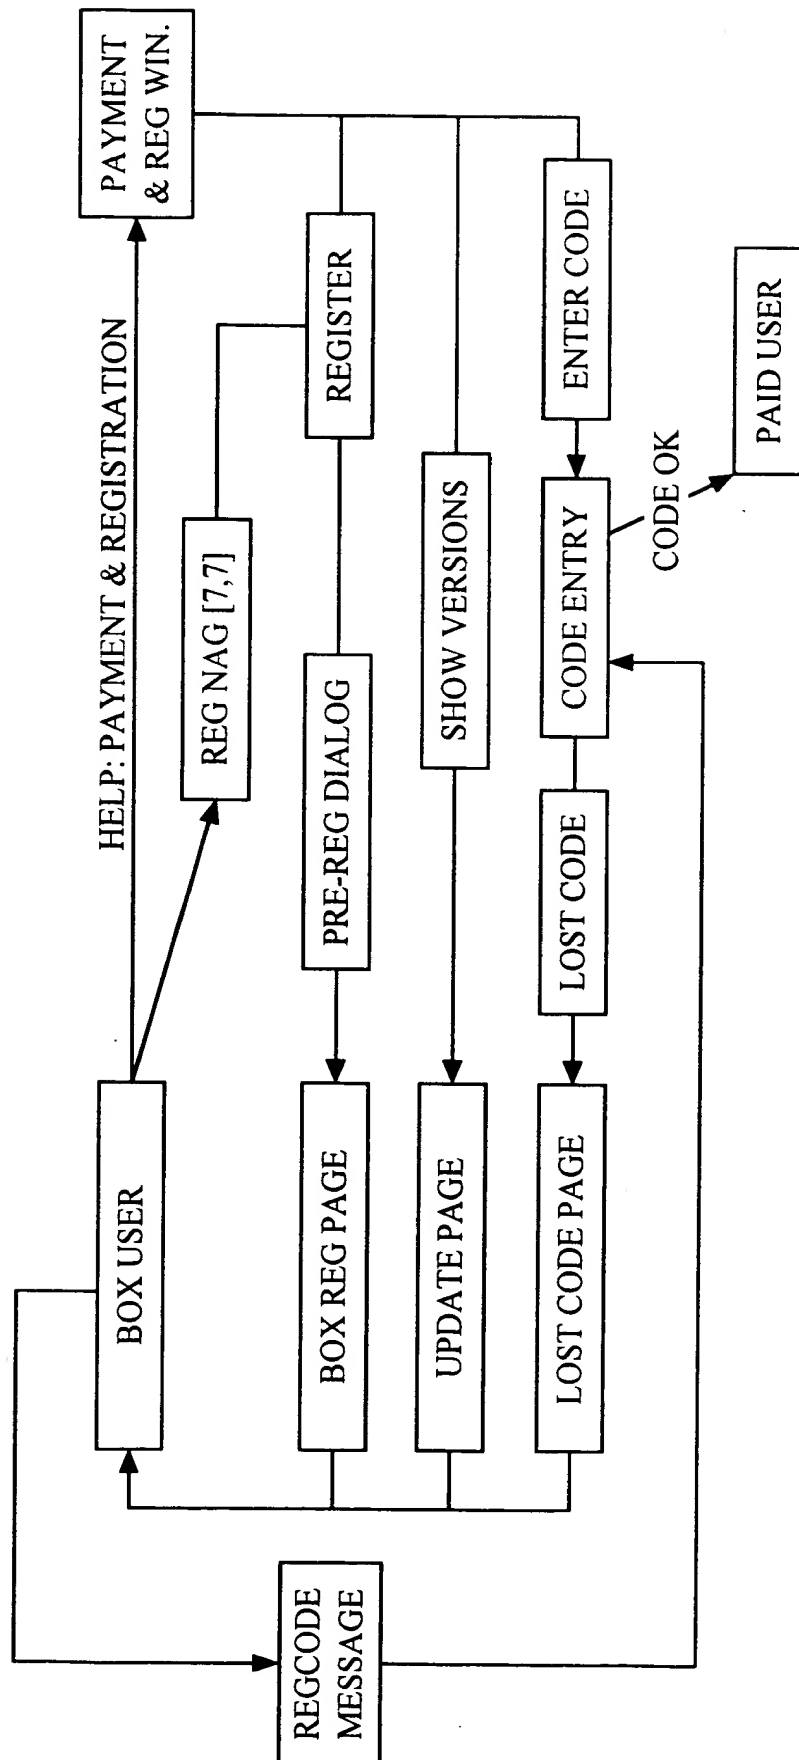 PAYMENT
& REG WIN.
HELP: PAYMENT & REGISTRATION
BOX USER
REG NAG [7,7]
REGISTER
PRE-REG DIALOG
BOX REG PAGE
SHOW VERSIONS
UPDATE PAGE
ENTER CODE
CODE ENTRY
LOST CODE
LOST CODE PAGE
CODE OK
PAID USER
REGCODE
MESSAGE